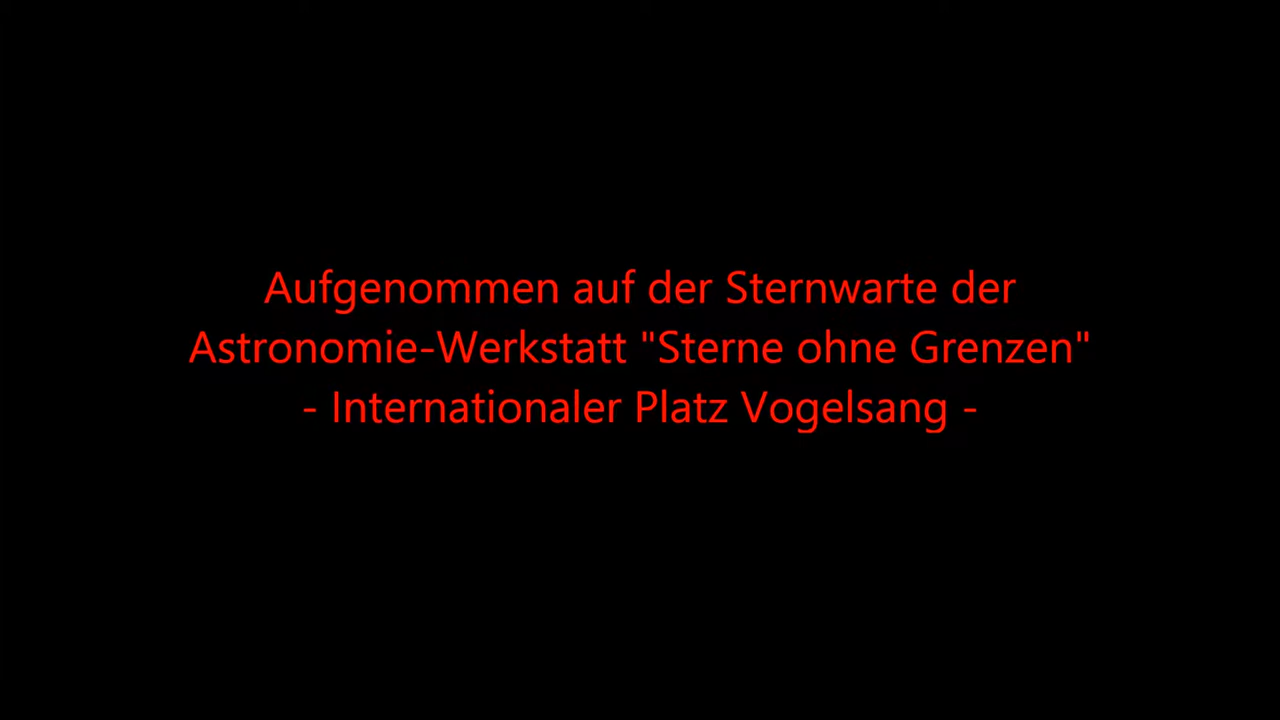 Aufgenommen auf der Sternwarte der
Astronomie-Werkstatt "Sterne ohne Grenzen"
- Internationaler Platz Vogelsang -